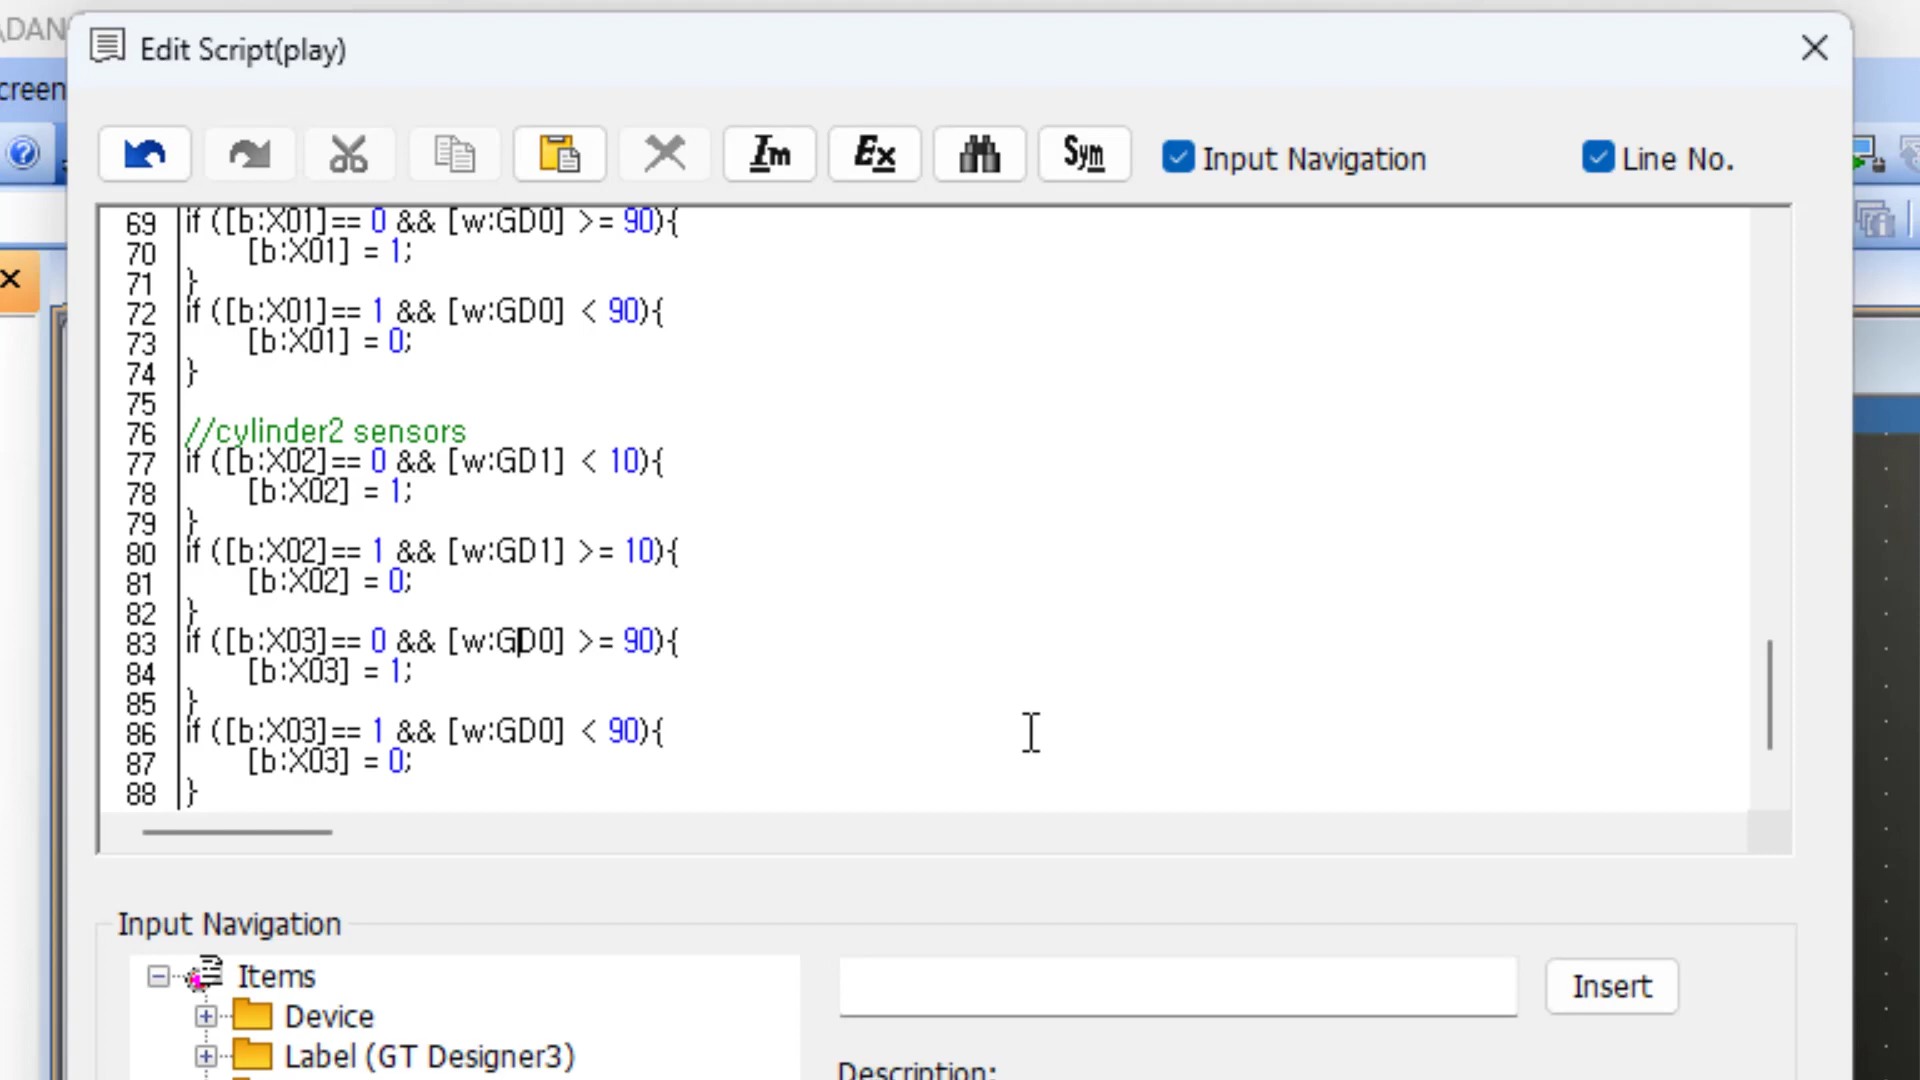 \DAN
Edit Script(play)
creen
Im Ex Sym Input Navigation Line No.
69 if ([b:X01]== 0 && [w:GD0] >= 90){
70 [b:X01] = 1;
71 }
72 if ([b:X01]== 1 && [w:GD0] < 90){
73 [b:X01] = 0;
74 }
75
76 //cylinder2 sensors
77 if ([b:X02]== 0 && [w:GD1] < 10){
78 [b:X02] = 1;
79 }
80 if ([b:X02]== 1 && [w:GD1] >= 10){
81 [b:X02] = 0;
82 }
83 if ([b:X03]== 0 && [w:GD0] >= 90){
84 [b:X03] = 1;
85 }
86 if ([b:X03]== 1 && [w:GD0] < 90){
87 [b:X03] = 0;
88 }
Input Navigation
Items
Insert
Device
Label (GT Designer3)
Description: